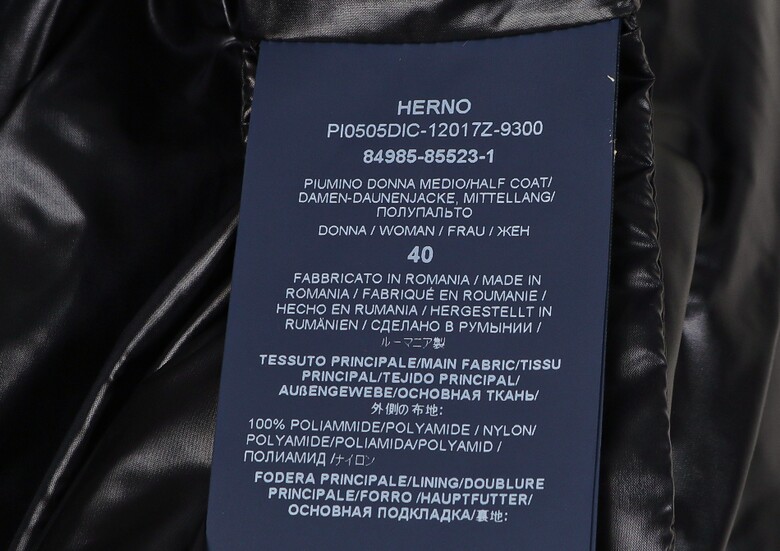 HERNO
PI0505DIC-12017Z-9300
84985-85523-1
PIUMINO DONNA MEDIO/HALF COAT/
DAMEN-DAUNENJACKE, MITTELLANG/
ПОЛУПАЛЬТО
DONNA / WOMAN / FRAU / ЖЕН
40
FABBRICATO IN ROMANIA / MADE IN
ROMANIA / FABRIQUÉ EN ROUMANIE /
HECHO EN RUMANIA / HERGESTELLT IN
RUMÄNIEN / СДЕЛАНО В РУМЫНИИ /
ルーマニア製
TESSUTO PRINCIPALE/MAIN FABRIC/TISSU
PRINCIPAL/TEJIDO PRINCIPAL/
AUßENGEWEBE/ОСНОВНАЯ ТКАНЬ/
外側の布地:
100% POLIAMMIDE/POLYAMIDE / NYLON/
POLYAMIDE/POLIAMIDA/POLYAMID /
ПОЛИАМИД /ナイロン
FODERA PRINCIPALE/LINING/DOUBLURE
PRINCIPALE/FORRO /HAUPTFUTTER/
ОСНОВНАЯ ПОДКЛАДКА/裏地: